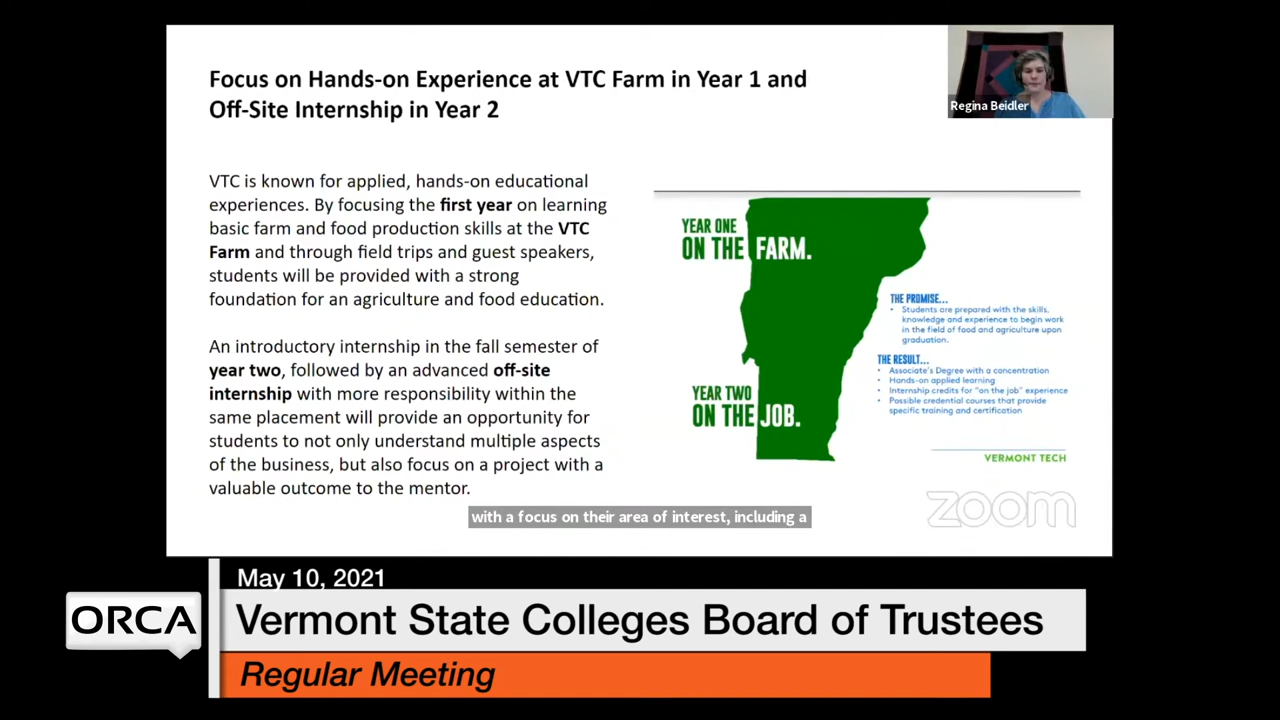 Focus on Hands-on Experience at VTC Farm in Year 1 and
Off-Site Internship in Year 2
Regina Beidler
VTC is known for applied, hands-on educational
experiences. By focusing the first year on learning
basic farm and food production skills at the VTC
Farm and through field trips and guest speakers,
students will be provided with a strong
foundation for an agriculture and food education.
An introductory internship in the fall semester of
year two, followed by an advanced off-site
internship with more responsibility within the
same placement will provide an opportunity for
students to not only understand multiple aspects
of the business, but also focus on a project with a
valuable outcome to the mentor.
YEAR ONE
ON THE FARM.
THE PROMISE...
• Students are prepared with the skills,
knowledge and experience to begin work
in the field of food and agriculture upon
graduation.
THE RESULT...
• Associate's Degree with a concentration
• Hands-on applied learning
• Internship credits for "on the job" experience
• Possible credential courses that provide
specific training and certification
YEAR TWO
ON THE JOB.
VERMONT TECH
zoom
with a focus on their area of interest, including a
May 10, 2021
ORCA
Vermont State Colleges Board of Trustees
Regular Meeting